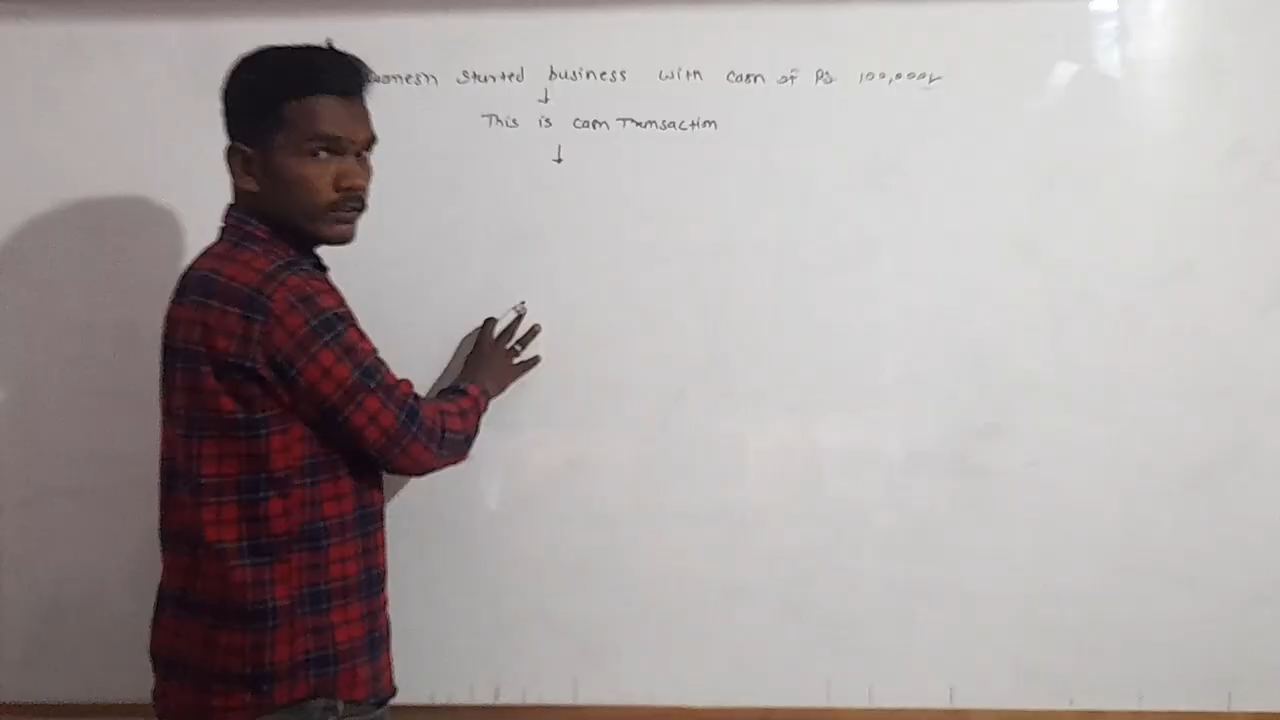 started business with cash of Rs 100,000/-
↓
This is cash Transaction
↓